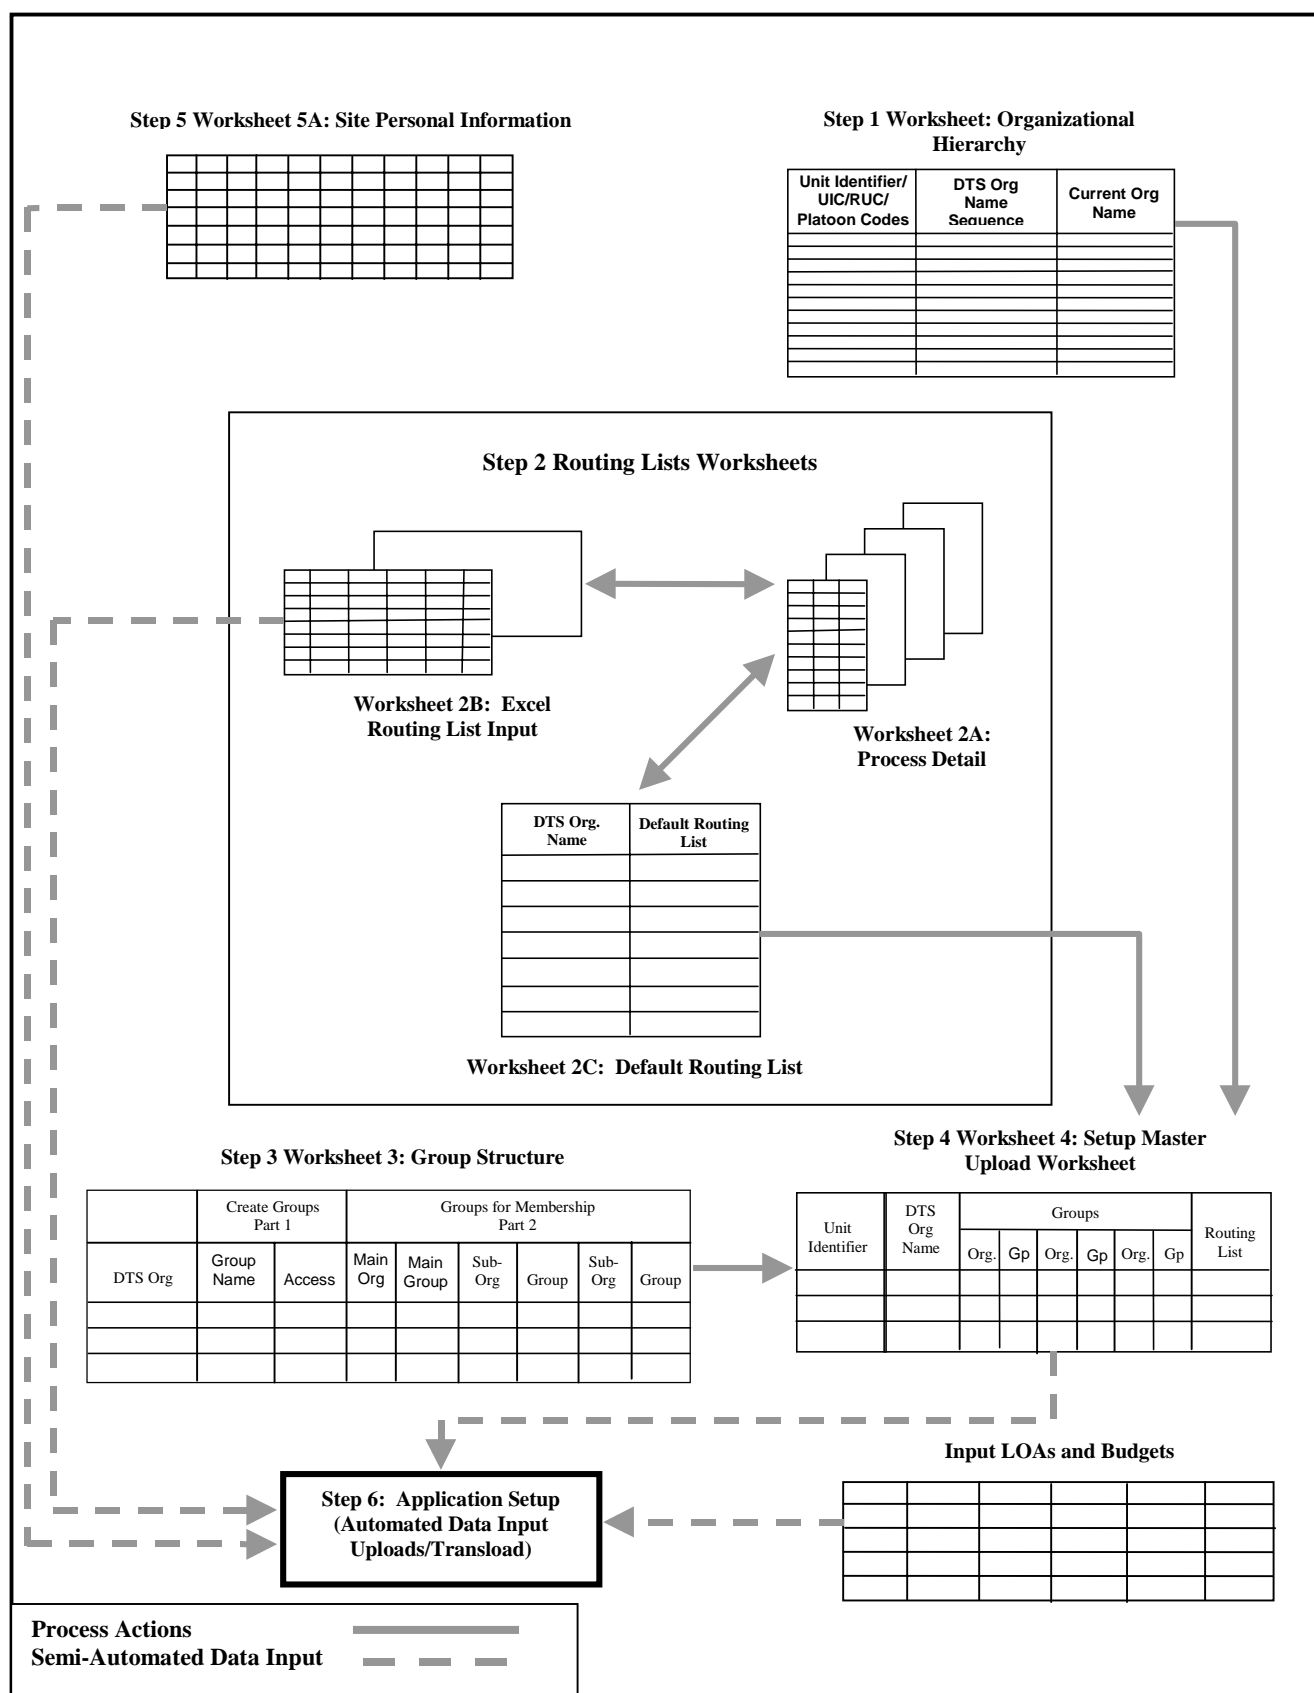 Step 5 Worksheet 5A: Site Personal Information
Step 1 Worksheet: Organizational
Hierarchy
Unit Identifier/
UIC/RUC/
Platoon Codes
DTS Org
Name
Sequence
Current Org
Name
Step 2 Routing Lists Worksheets
Worksheet 2B: Excel
Routing List Input
Worksheet 2A:
Process Detail
DTS Org.
Name
Default Routing
List
Worksheet 2C: Default Routing List
Step 3 Worksheet 3: Group Structure
Create Groups
Part 1
Groups for Membership
Part 2
DTS Org
Group
Name
Access
Main
Org
Main
Group
Sub-
Org
Group
Sub-
Org
Group
Step 4 Worksheet 4: Setup Master
Upload Worksheet
Unit
Identifier
DTS
Org
Name
Groups
Org.
Gp
Org.
Gp
Org.
Gp
Routing
List
Input LOAs and Budgets
Step 6: Application Setup
(Automated Data Input
Uploads/Transload)
Process Actions
Semi-Automated Data Input